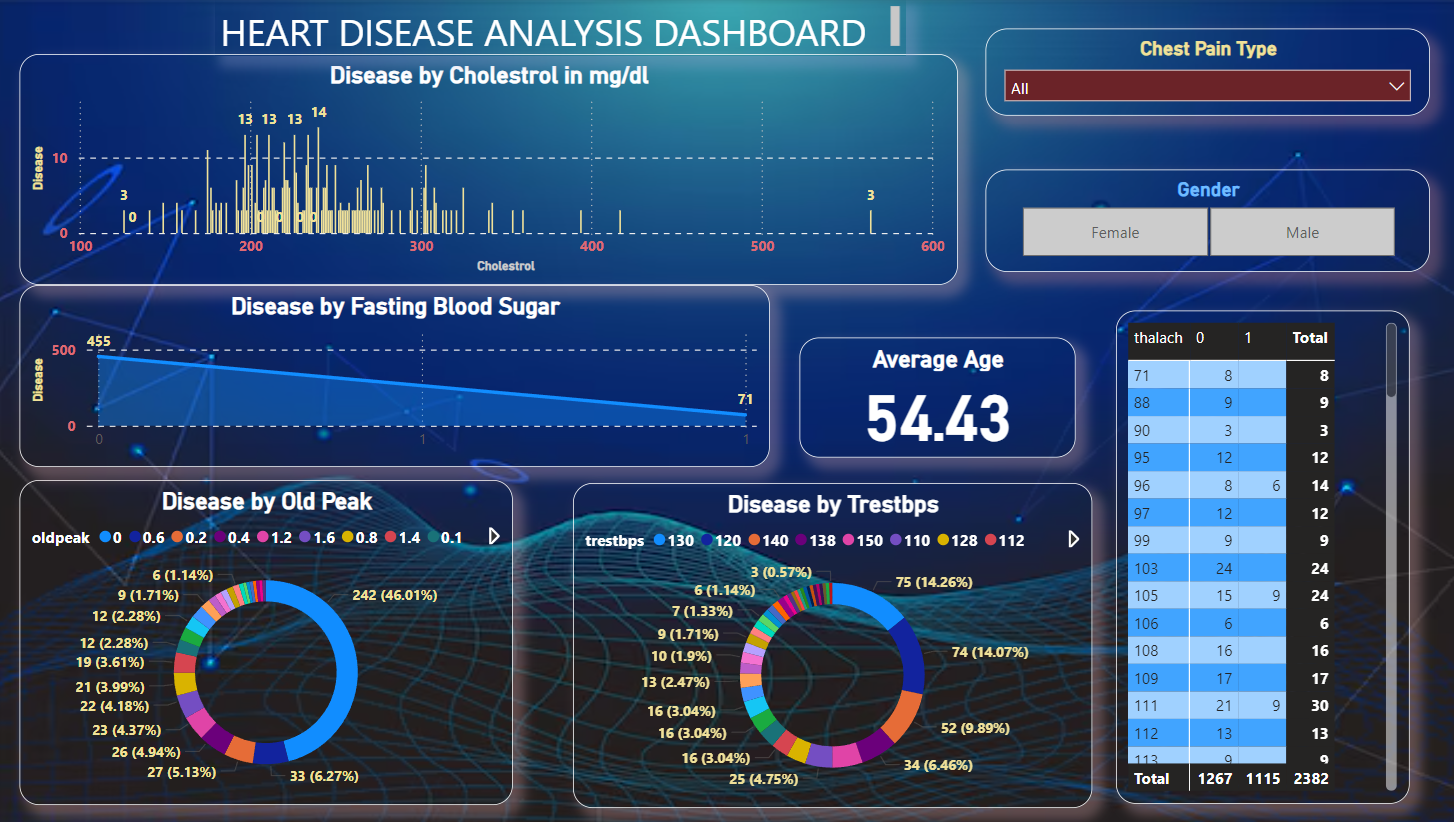 HEART DISEASE ANALYSIS DASHBOARD
Disease by Cholestrol in mg/dl
Disease
10
0
3
0
13
13
13
14
0
0
0
0
3
100
200
300
400
500
600
Cholestrol
Chest Pain Type
All
Gender
Female
Male
Disease by Fasting Blood Sugar
Disease
500
0
455
71
0
1
1
Average Age
54.43
thalach 0 1 Total
71 8 8
88 9 9
90 3 3
95 12 12
96 8 6 14
97 12 12
99 9 9
103 24 24
105 15 9 24
106 6 6
108 16 16
109 17 17
111 21 9 30
112 13 13
113 9 9
Total 1267 1115 2382
Disease by Old Peak
oldpeak 0 0.6 0.2 0.4 1.2 1.6 0.8 1.4 0.1
6 (1.14%)
9 (1.71%)
12 (2.28%)
12 (2.28%)
19 (3.61%)
21 (3.99%)
22 (4.18%)
23 (4.37%)
26 (4.94%)
27 (5.13%)
33 (6.27%)
242 (46.01%)
Disease by Trestbps
trestbps 130 120 140 138 150 110 128 112
3 (0.57%)
6 (1.14%)
7 (1.33%)
9 (1.71%)
10 (1.9%)
13 (2.47%)
16 (3.04%)
16 (3.04%)
16 (3.04%)
25 (4.75%)
34 (6.46%)
52 (9.89%)
74 (14.07%)
75 (14.26%)